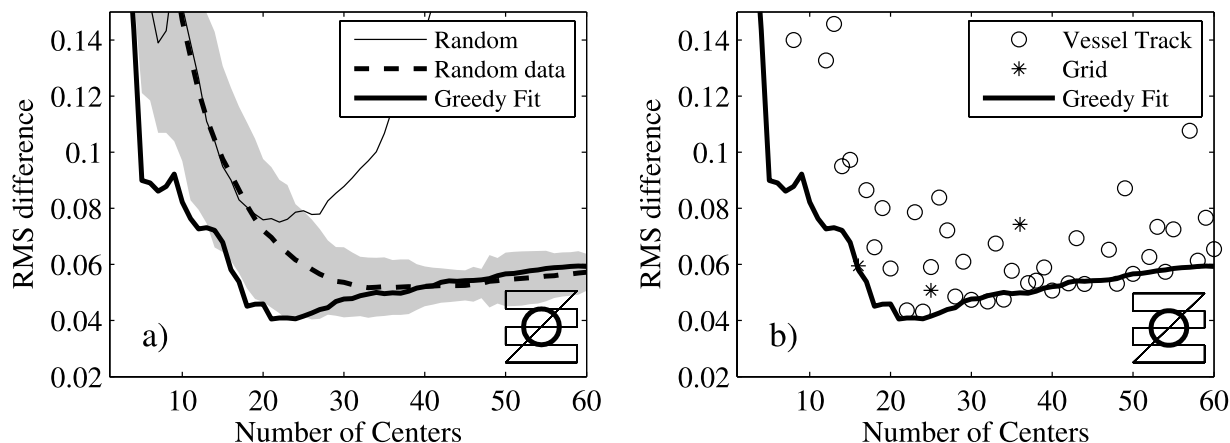 0.14
0.12
0.1
0.08
0.06
0.04
0.02
RMS difference
Random
Random data
Greedy Fit
a)
10 20 30 40 50 60
Number of Centers
0.14
0.12
0.1
0.08
0.06
0.04
0.02
RMS difference
Vessel Track
Grid
Greedy Fit
b)
10 20 30 40 50 60
Number of Centers